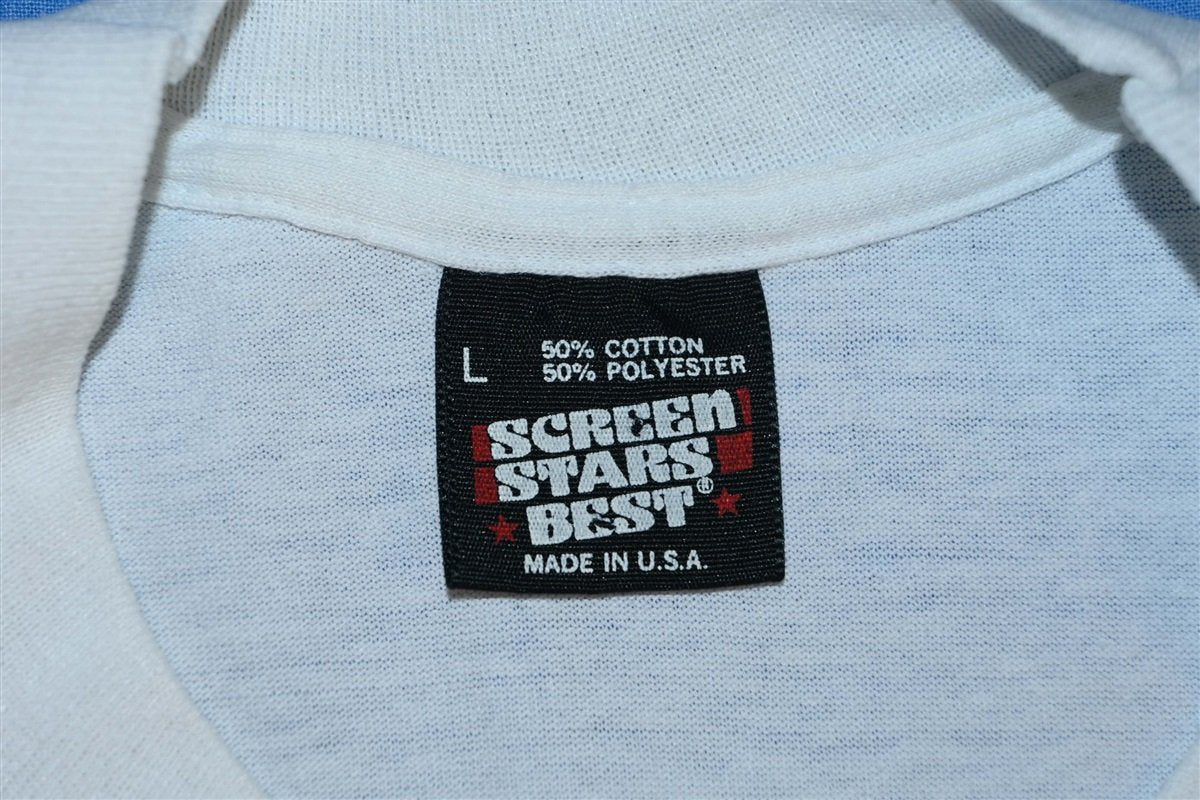 L
50% COTTON
50% POLYESTER
SCREEN
STARS
BEST®
MADE IN U.S.A.